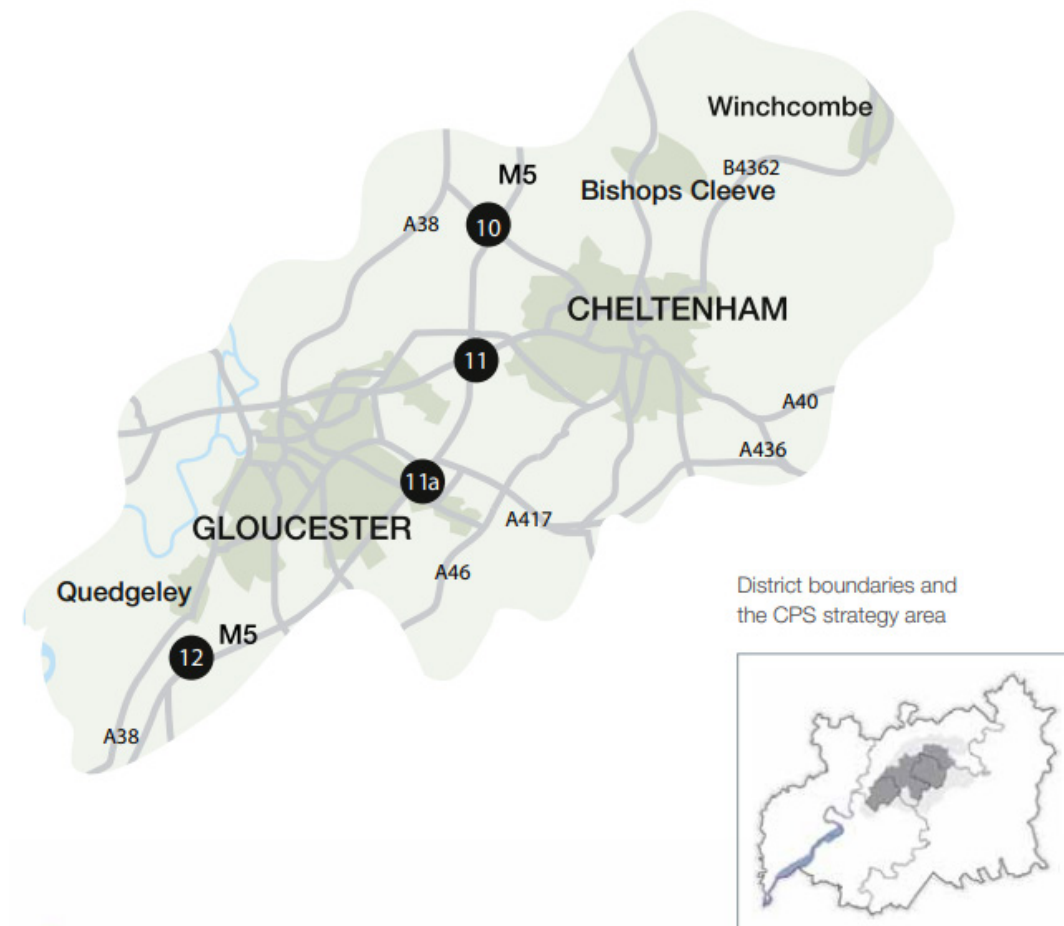 Winchcombe
M5
B4362
Bishops Cleeve
A38
10
CHELTENHAM
11
A40
A436
11a
A417
GLOUCESTER
A46
Quedgeley
M5
12
A38
District boundaries and
the CPS strategy area